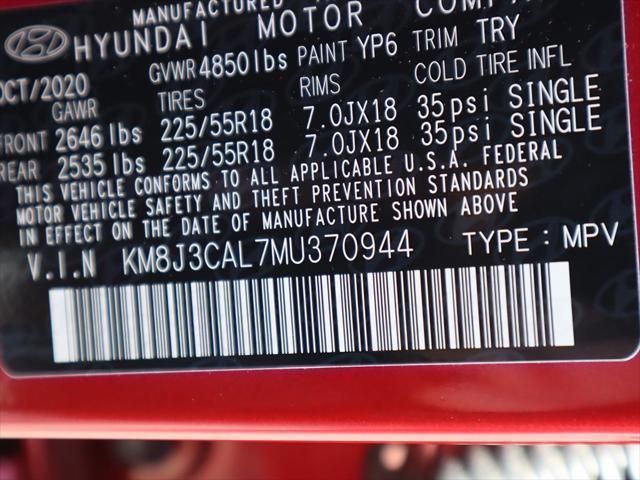 MANUFACTURED
HYUNDAI MOTOR COMPA
OCT/2020 GVWR 4850lbs PAINT YP6 TRIM TRY
GAWR TIRES RIMS COLD TIRE INFL
FRONT 2646 lbs 225/55R18 7.0JX18 35psi SINGLE
REAR 2535 lbs 225/55R18 7.0JX18 35psi SINGLE
THIS VEHICLE CONFORMS TO ALL APPLICABLE U.S.A. FEDERAL
MOTOR VEHICLE SAFETY AND THEFT PREVENTION STANDARDS
IN EFFECT ON THE DATE OF MANUFACTURE SHOWN ABOVE
V.I.N KM8J3CAL7MU370944 TYPE : MPV